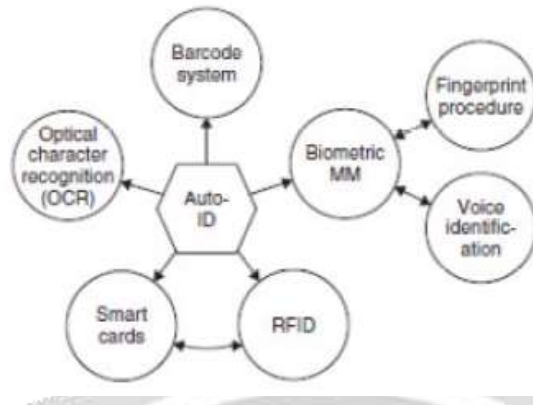 Barcode
system
Fingerprint
procedure
Optical
character
recognition
(OCR)
Biometric
MM
Auto-
ID
Voice
identific-
ation
Smart
cards
RFID